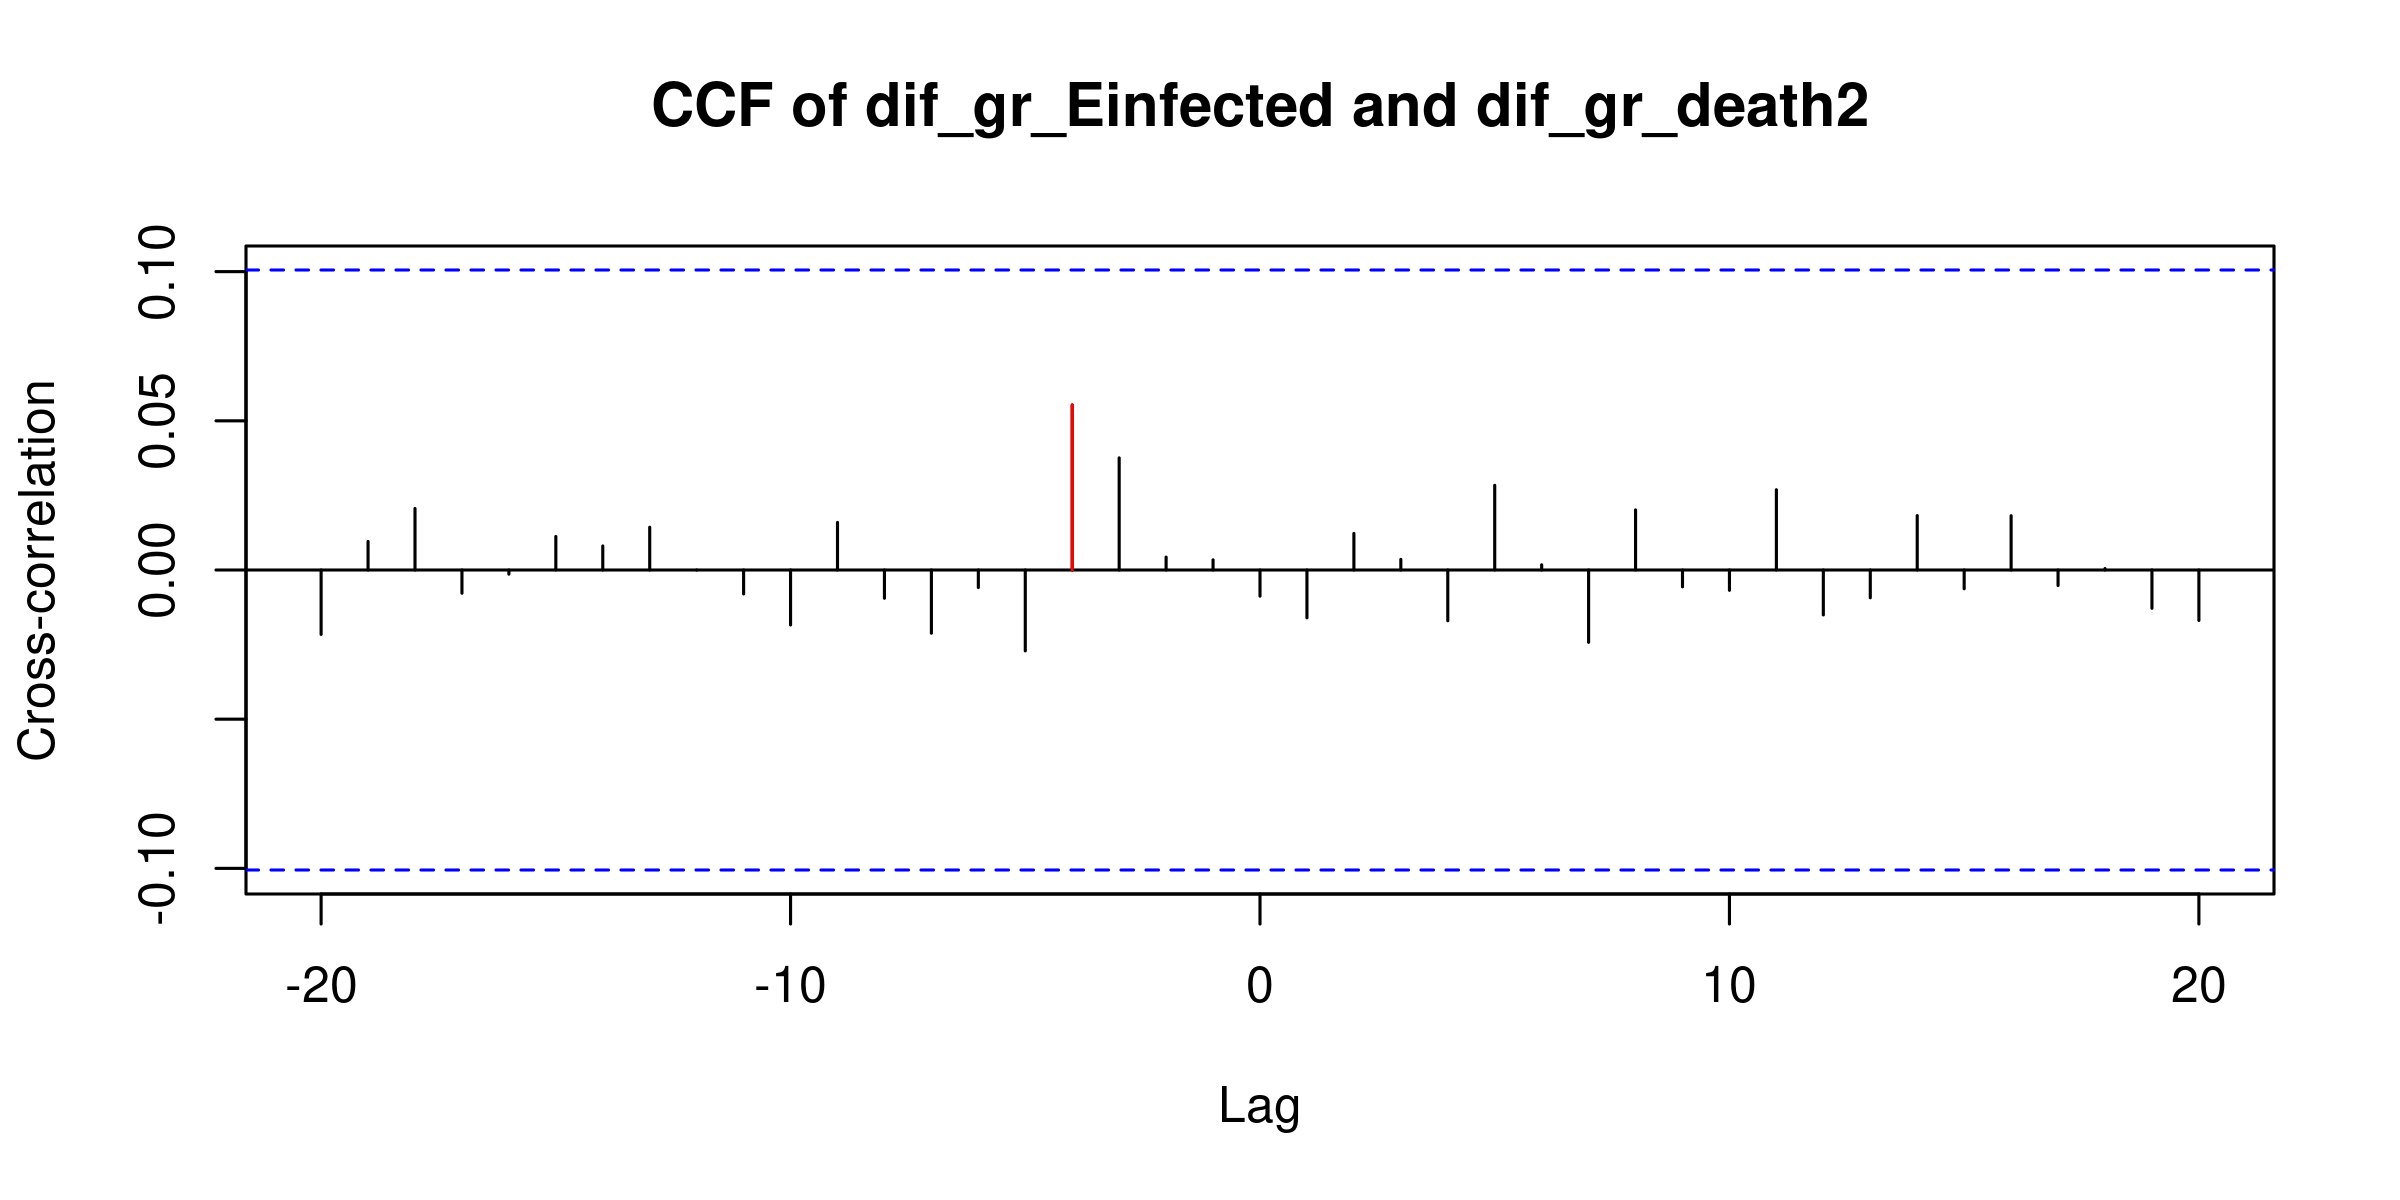 CCF of dif_gr_Einfected and dif_gr_death2
Cross-correlation
0.10
0.05
0.00
-0.10
-20 -10 0 10 20
Lag